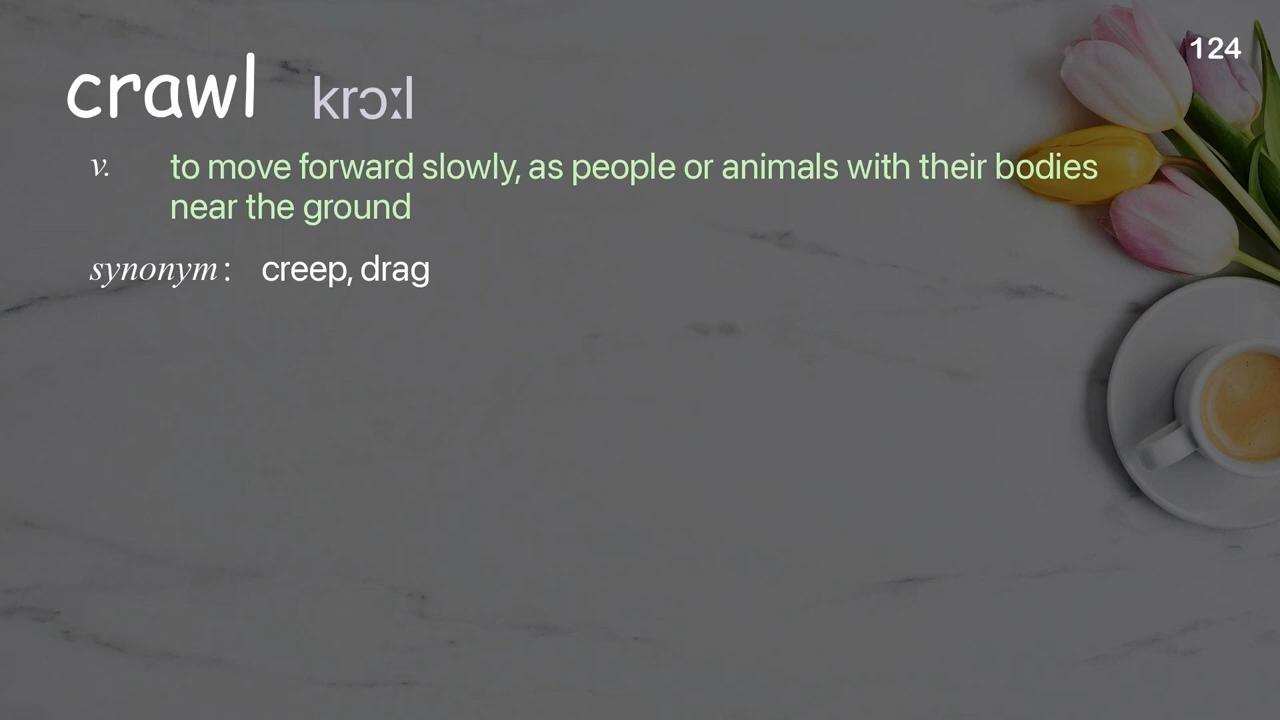 124
crawl krɔːl
v. to move forward slowly, as people or animals with their bodies
near the ground
synonym : creep, drag